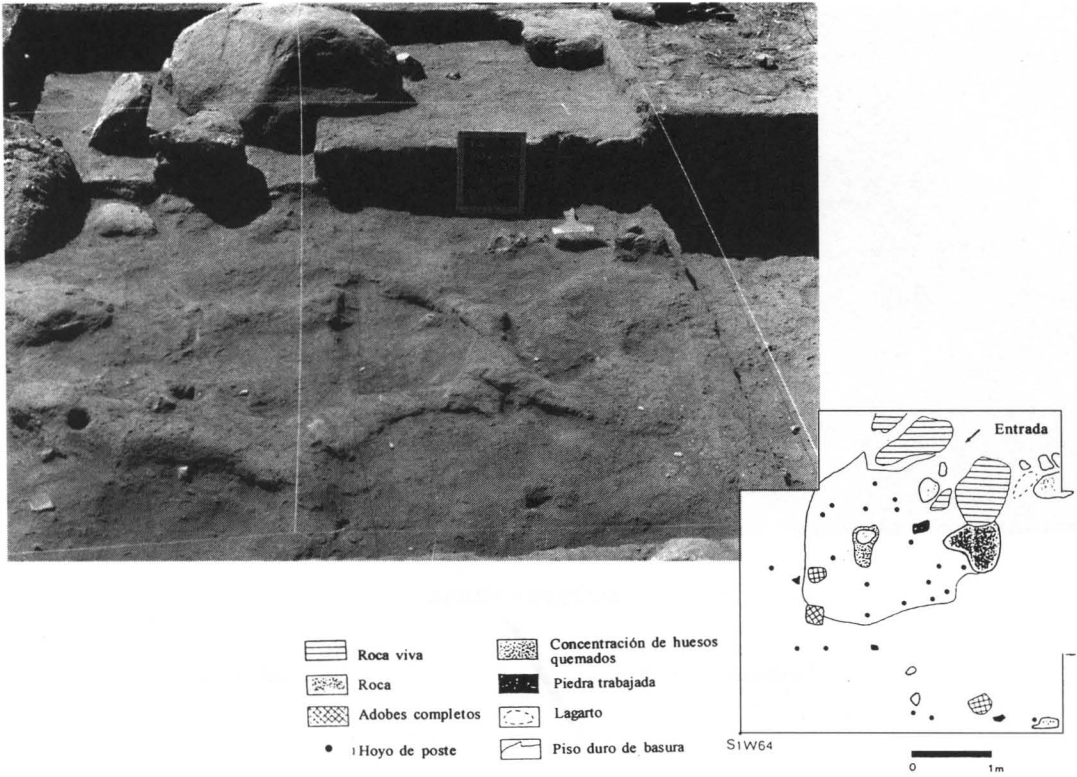 Entrada
Roca viva
Roca
Adobes completos
Hoyo de poste
Concentración de huesos
quemados
Piedra trabajada
Lagarto
Piso duro de basura
S1W64
0 1m